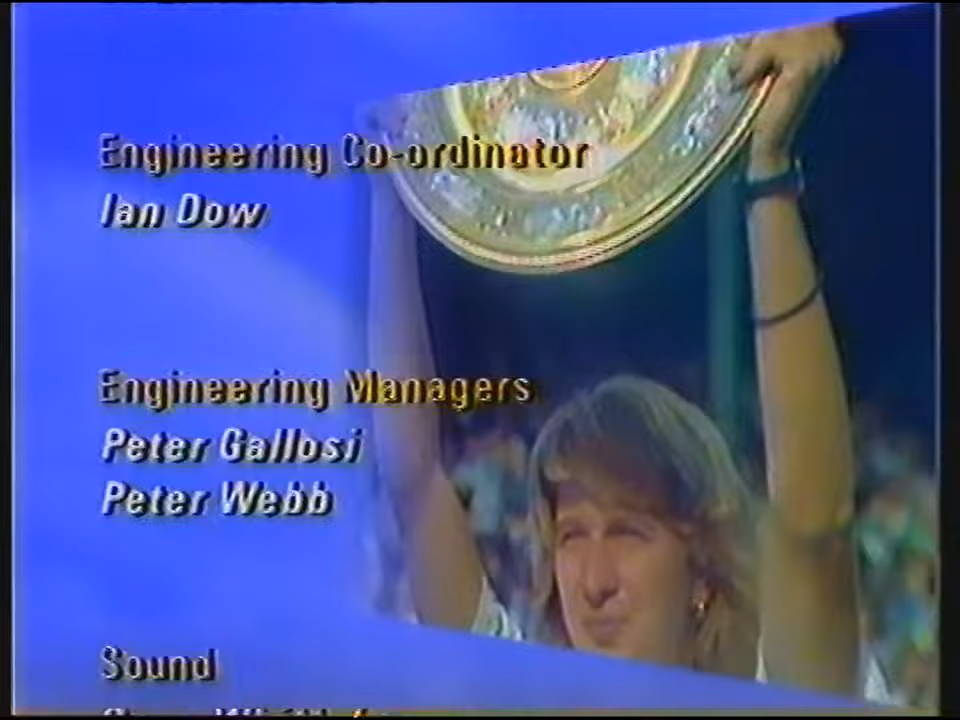 Engineering Co-ordinator
Ian Dow
Engineering Managers
Peter Gallosi
Peter Webb
Sound